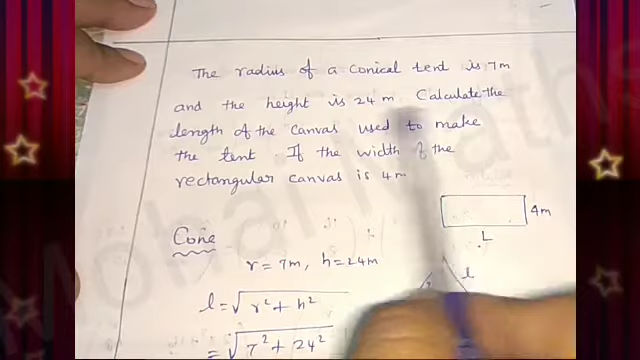 The radius of a conical tent is 7m
and the height is 24 m Calculate the
length of the canvas used to make
the tent. If the width of the
rectangular canvas is 4m
4m
L
Cone
r = 7m, h = 24m
l
l = √r² + h²
= √7² + 24²